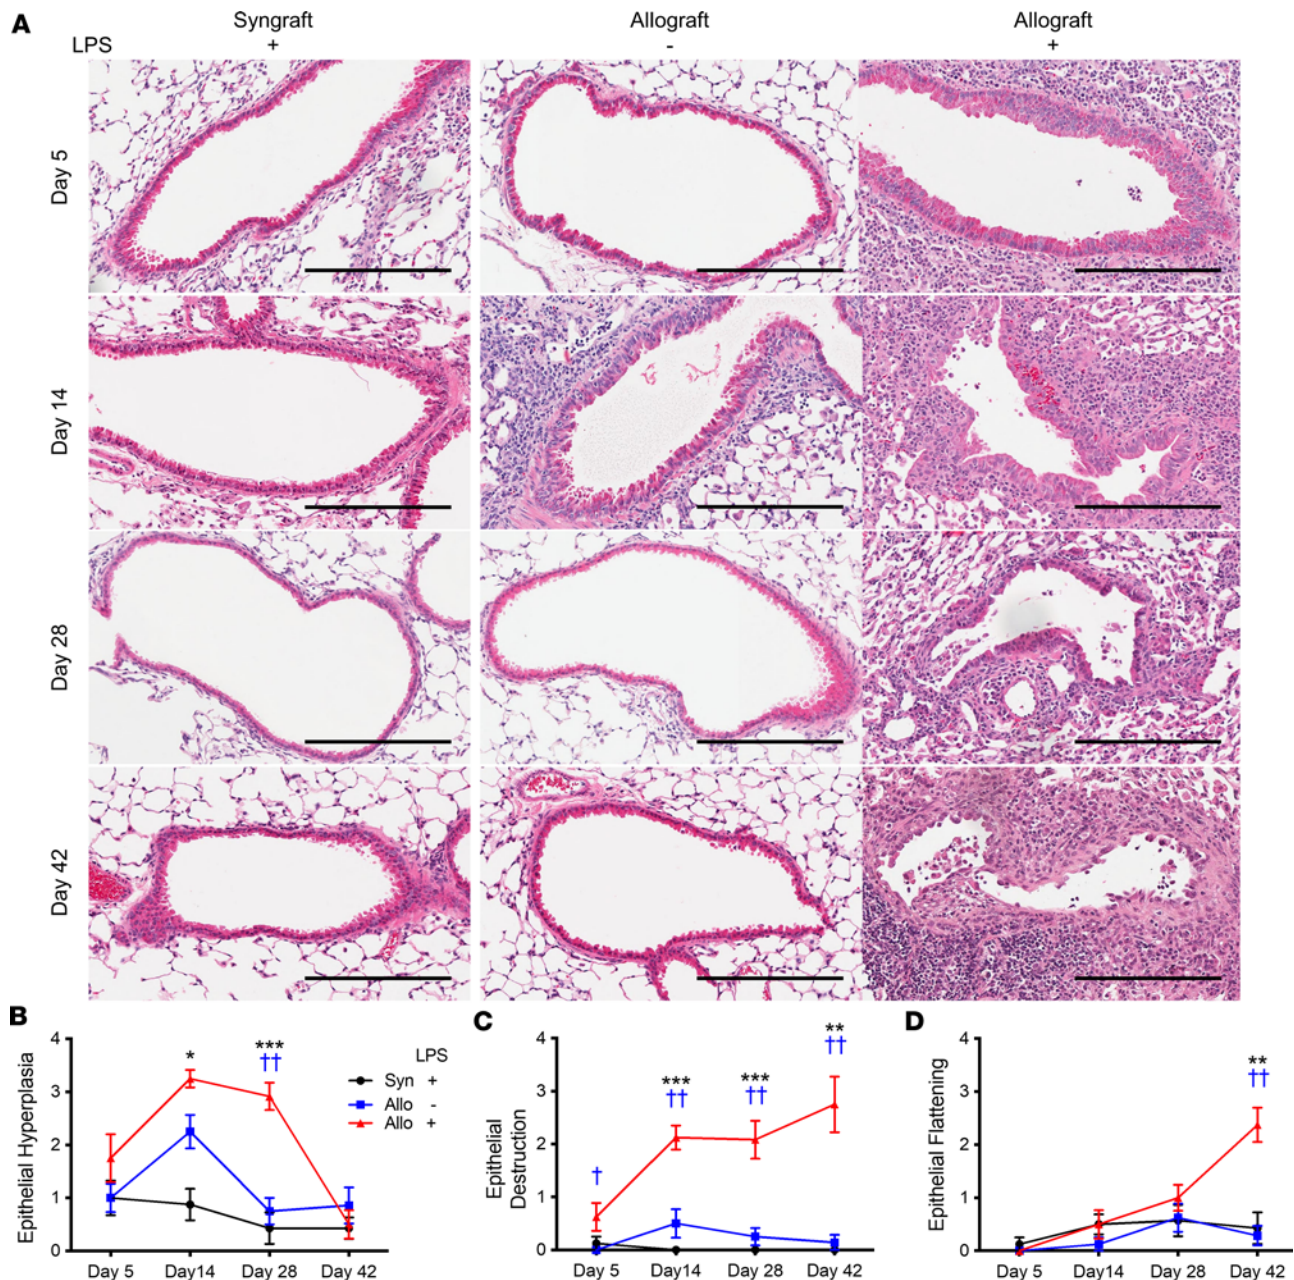 A
Syngraft Allograft Allograft
LPS + - +
Day 5
Day 14
Day 28
Day 42
B
Epithelial Hyperplasia
4
3
2
1
0
*
***
††
LPS
Syn +
Allo -
Allo +
Day 5 Day14 Day 28 Day 42
C
Epithelial
Destruction
4
3
2
1
0
†
***
††
***
††
**
††
Day 5 Day14 Day 28 Day 42
D
Epithelial Flattening
4
3
2
1
0
**
††
Day 5 Day 14 Day 28 Day 42